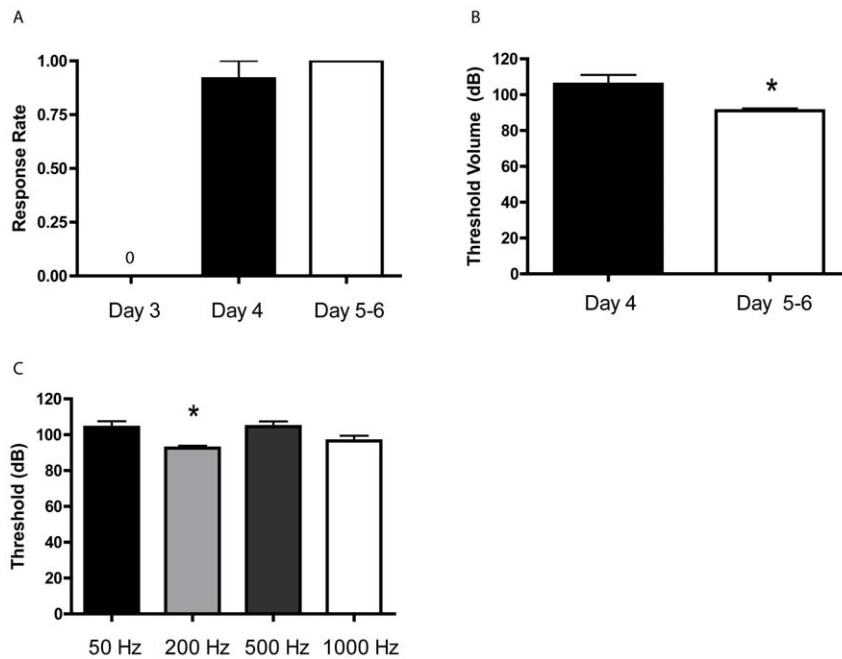 A
Response Rate
1.00
0.75
0.50
0.25
0.00
0
Day 3 Day 4 Day 5-6
B
Threshold Volume (dB)
120
100
80
60
40
20
0
*
Day 4 Day 5-6
C
Threshold (dB)
120
100
80
60
40
20
0
*
50 Hz 200 Hz 500 Hz 1000 Hz